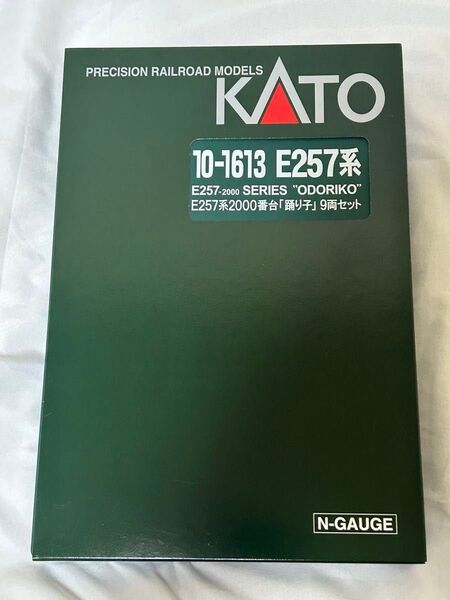 PRECISION RAILROAD MODELS
KATO
10-1613 E257系
E257-2000 SERIES "ODORIKO"
E257系2000番台「踊り子」9両セット
N-GAUGE